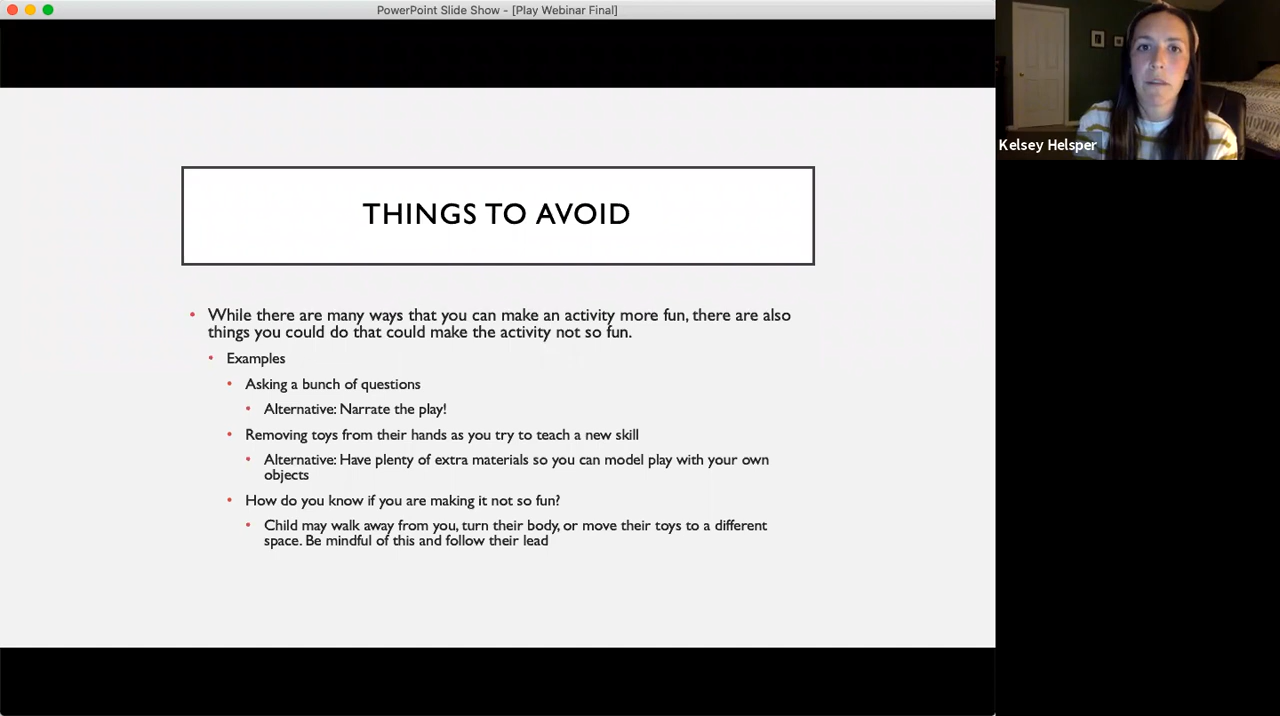 PowerPoint Slide Show - [Play Webinar Final]
Kelsey Helsper
THINGS TO AVOID
• While there are many ways that you can make an activity more fun, there are also
things you could do that could make the activity not so fun.
• Examples
• Asking a bunch of questions
• Alternative: Narrate the play!
• Removing toys from their hands as you try to teach a new skill
• Alternative: Have plenty of extra materials so you can model play with your own
objects
• How do you know if you are making it not so fun?
• Child may walk away from you, turn their body, or move their toys to a different
space. Be mindful of this and follow their lead